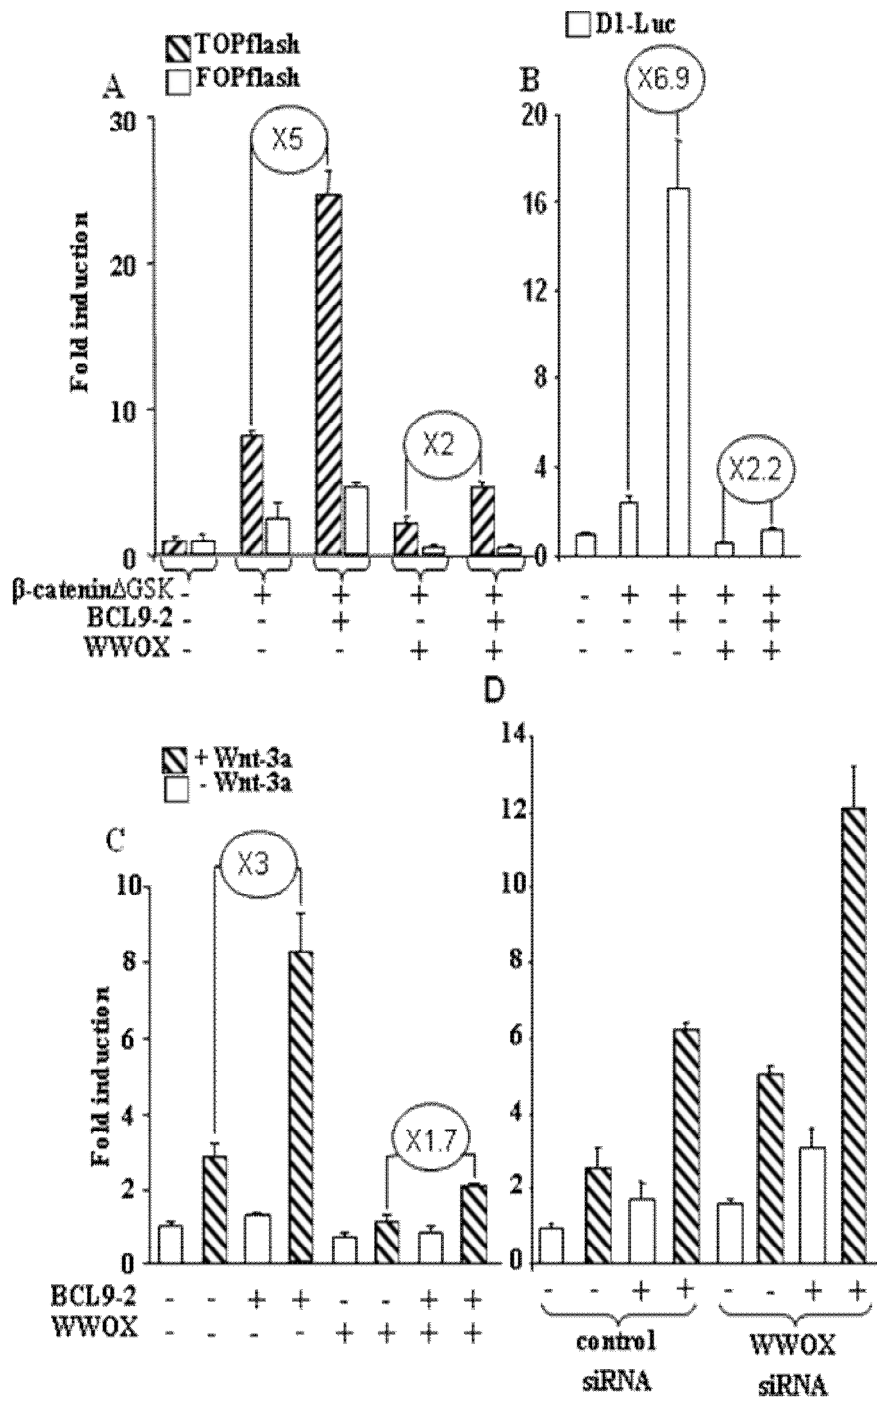 TOPflash
FOPflash
A
X5
30
20
10
0
Fold induction
X2
β-cateninΔGSK - + + + +
BCL9-2 - - + - +
WWOX - - - + +
D1-Luc
B
X6.9
20
16
12
8
4
0
X2.2
- + + + +
- - + - +
- - - + +
+ Wnt-3a
- Wnt-3a
C
X3
10
8
6
4
2
0
Fold induction
X1.7
BCL9-2 - - + + - - + +
WWOX - - - - + + + +
D
14
12
10
8
6
4
2
0
- - + + - - + +
control
siRNA
WWOX
siRNA